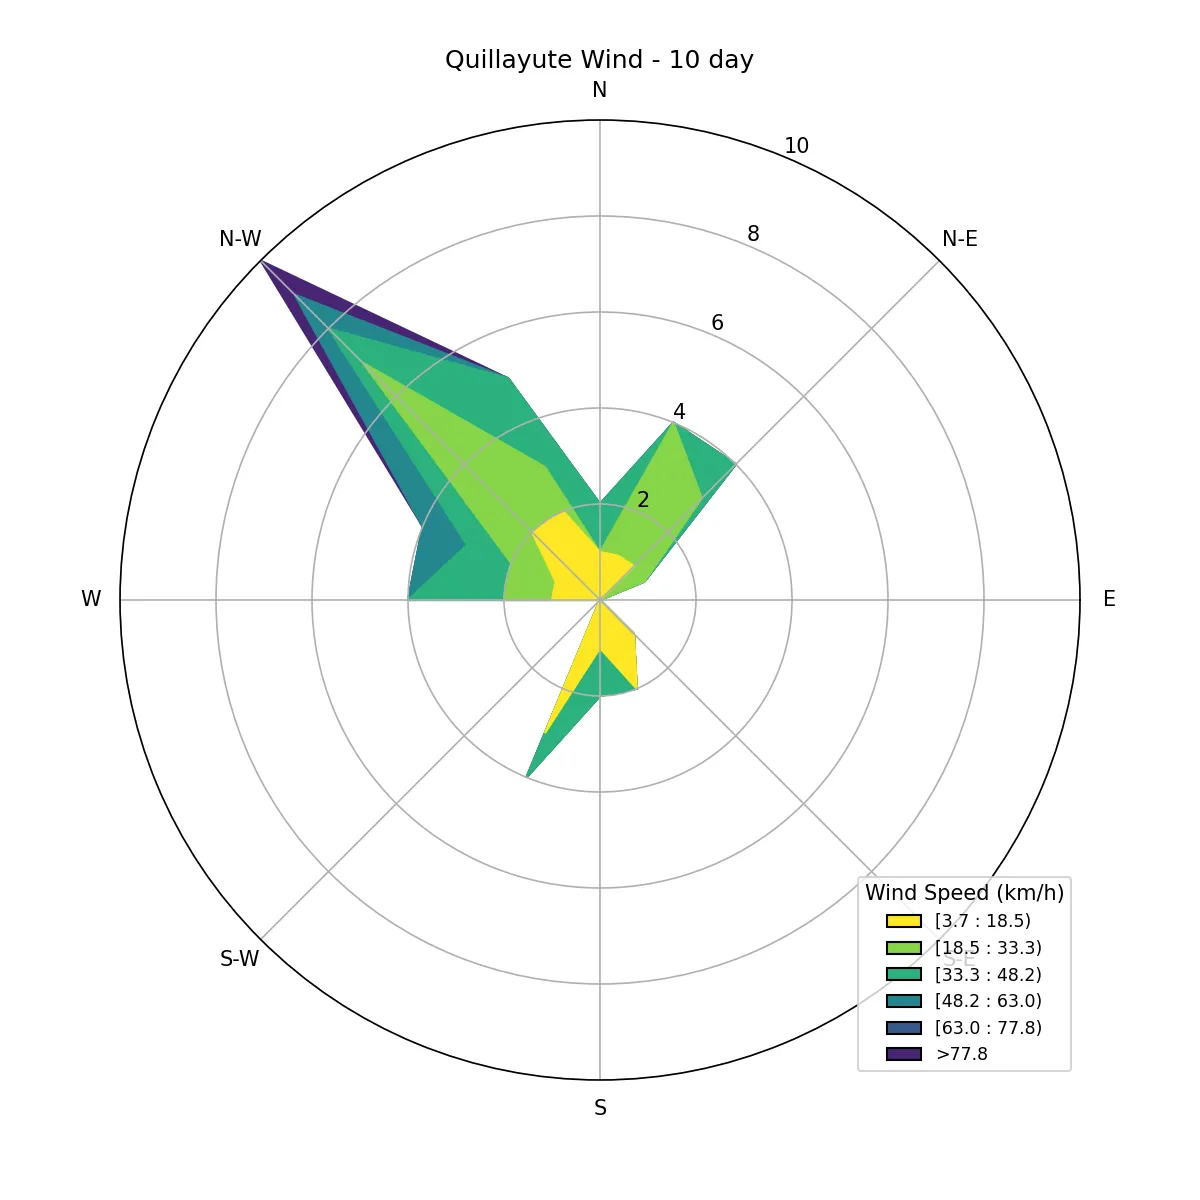 Quillayute Wind - 10 day
N
10
8
N-W
N-E
6
4
2
W
E
Wind Speed (km/h)
[3.7 : 18.5)
[18.5 : 33.3)
S-W
S-E
[33.3 : 48.2)
[48.2 : 63.0)
[63.0 : 77.8)
>77.8
S